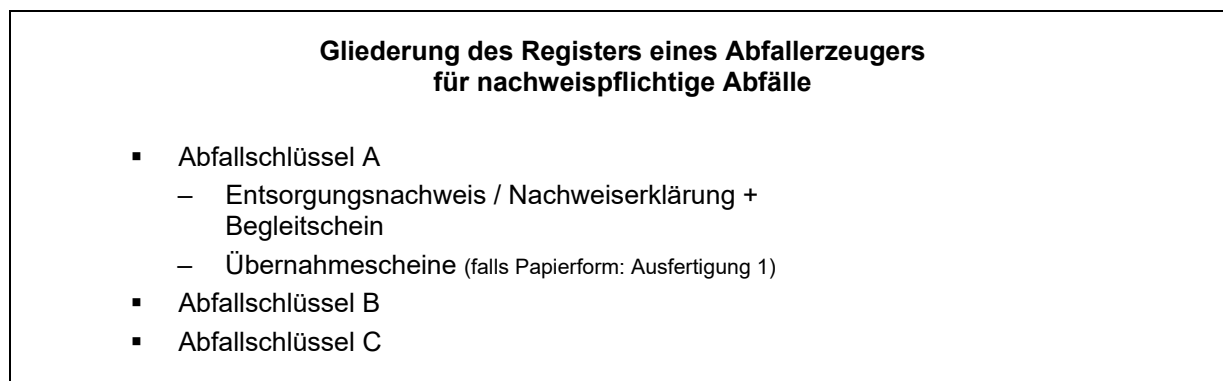 Gliederung des Registers eines Abfallerzeugers
für nachweispflichtige Abfälle
▪ Abfallschlüssel A
– Entsorgungsnachweis / Nachweiserklärung +
Begleitschein
– Übernahmescheine (falls Papierform: Ausfertigung 1)
▪ Abfallschlüssel B
▪ Abfallschlüssel C